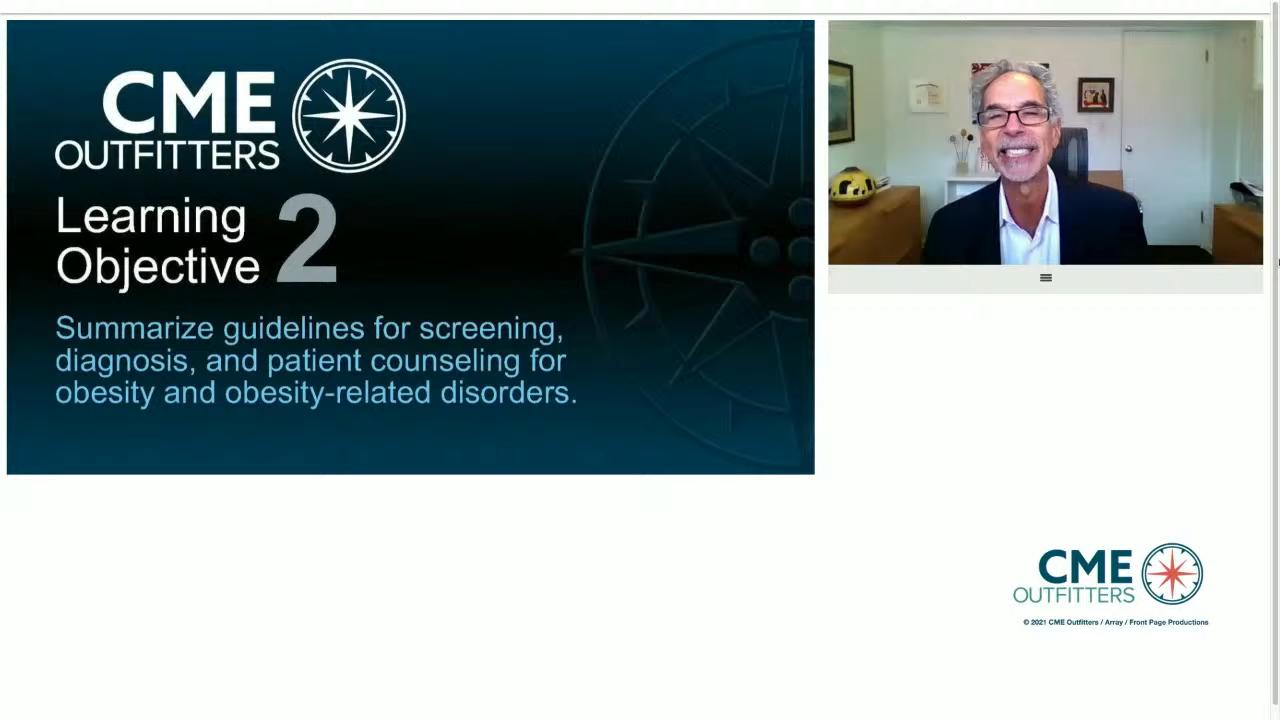 CME
OUTFITTERS
Learning
Objective 2
Summarize guidelines for screening,
diagnosis, and patient counseling for
obesity and obesity-related disorders.
CME
OUTFITTERS
© 2021 CME Outfitters / Array / Front Page Productions